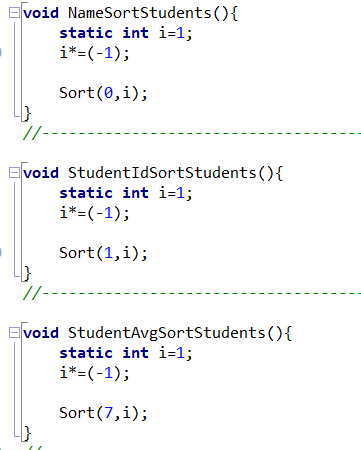 void NameSortStudents(){
static int i=1;
i*=(-1);
Sort(0,i);
}
//-----------------------------------
void StudentIdSortStudents(){
static int i=1;
i*=(-1);
Sort(1,i);
}
//-----------------------------------
void StudentAvgSortStudents(){
static int i=1;
i*=(-1);
Sort(7,i);
}